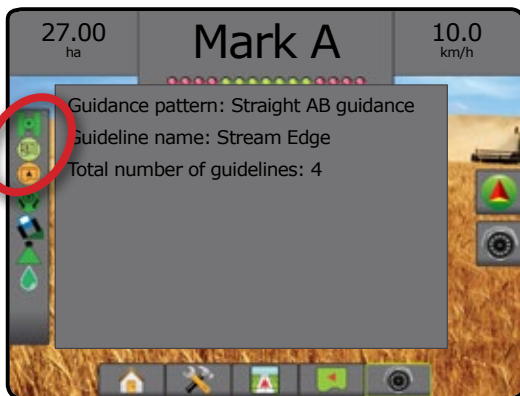 27.00
ha
Mark A
10.0
km/h
Guidance pattern: Straight AB guidance
Guideline name: Stream Edge
Total number of guidelines: 4